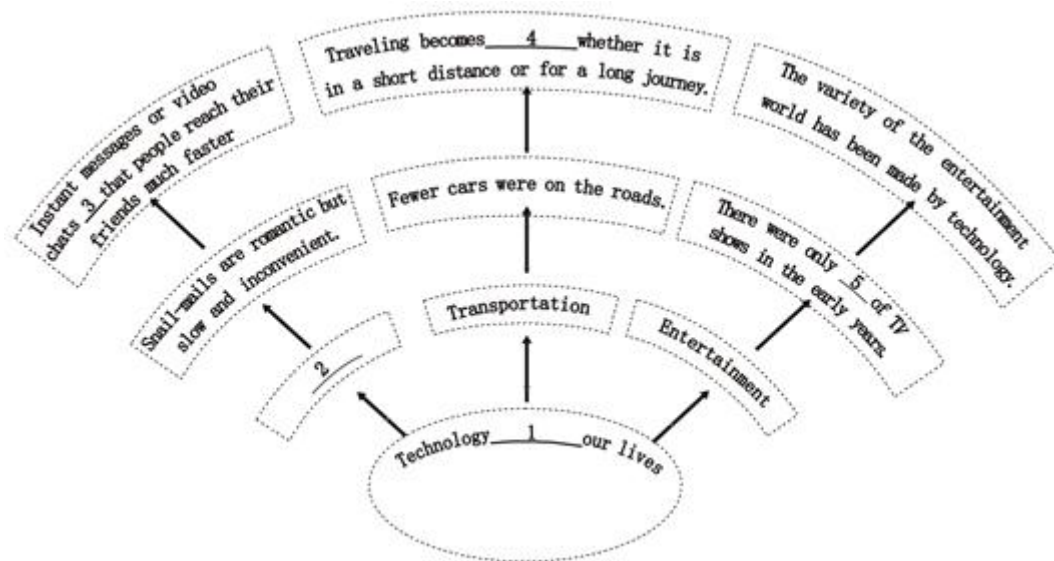 Instant messages or video
chats 3 that people reach their
friends much faster
Traveling becomes 4 whether it is
in a short distance or for a long journey.
The variety of the entertainment
world has been made by technology.
Snail-mails are romantic but
slow and inconvenient.
Fewer cars were on the roads.
There were only 5 of TV
shows in the early years.
2
Transportation
Entertainment
Technology 1 our lives